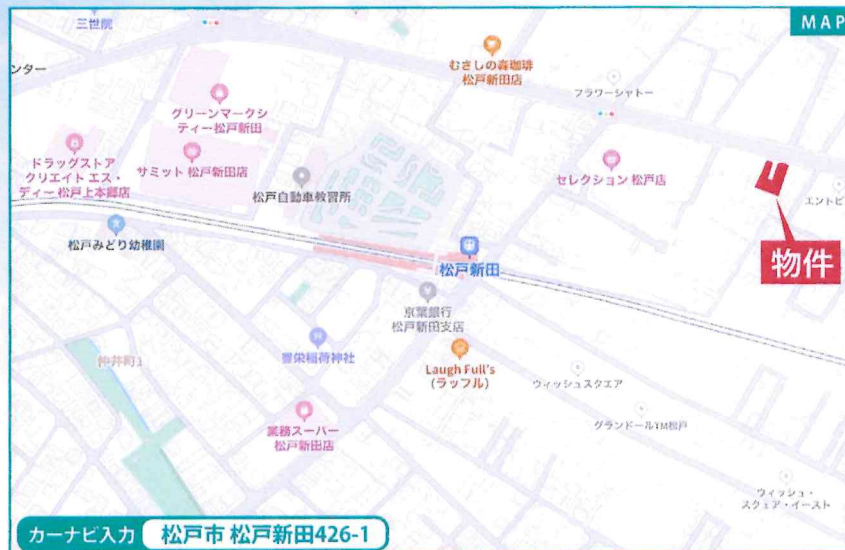 MAP
三世院
ンター
むさしの森珈琲
松戸新田店
フラワーシャトー
グリーンマークシ
ティー松戸新田
ドラッグストア
クリエイト エス・
ディー 松戸上本郷店
サミット 松戸新田店
松戸自動車教習所
セレクション 松戸店
エントピ
物件
松戸みどり幼稚園
松戸新田
京葉銀行
松戸新田支店
豊栄稲荷神社
仲井町1
Laugh Full's
(ラッフル)
ウィッシュスクエア
グランドールYM松戸
業務スーパー
松戸新田店
ウィッシュ・
スクェア・イースト
カーナビ入力 松戸市 松戸新田426-1